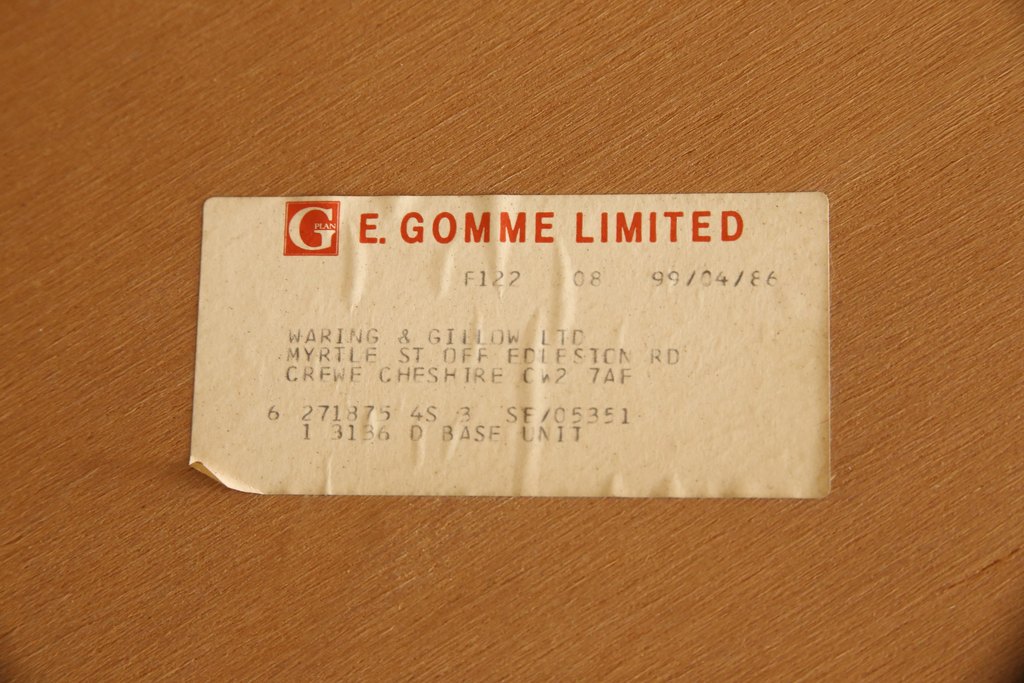 G PLAN E. GOMME LIMITED
F122 08 99/04/86
WARING & GILLOW LTD
MYRTLE ST OFF EDLESTON RD
CREWE CHESHIRE CW2 7AF
6 271875 4S 3 SE/05351
1 3136 D BASE UNIT